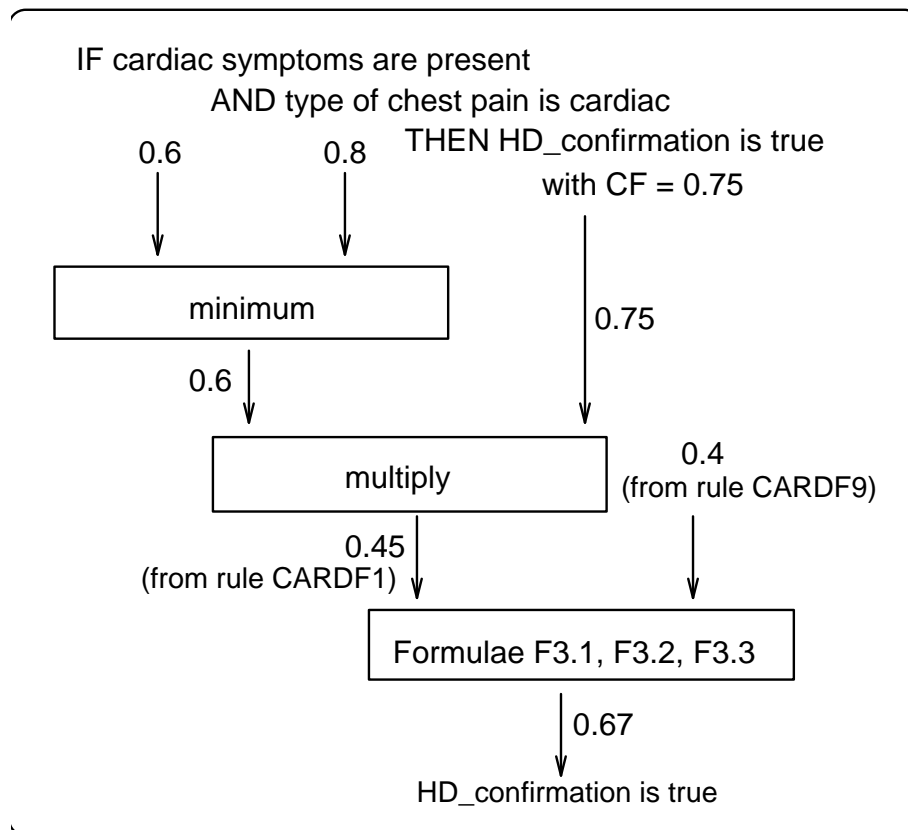 IF cardiac symptoms are present
AND type of chest pain is cardiac
THEN HD_confirmation is true
with CF = 0.75
0.6
0.8
minimum
0.75
0.6
multiply
0.4
(from rule CARDF9)
0.45
(from rule CARDF1)
Formulae F3.1, F3.2, F3.3
0.67
HD_confirmation is true